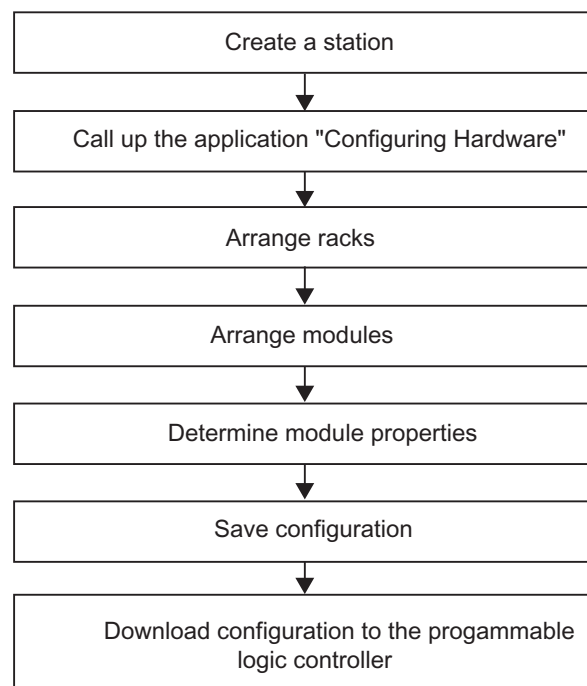 Create a station
Call up the application "Configuring Hardware"
Arrange racks
Arrange modules
Determine module properties
Save configuration
Download configuration to the progammable
logic controller